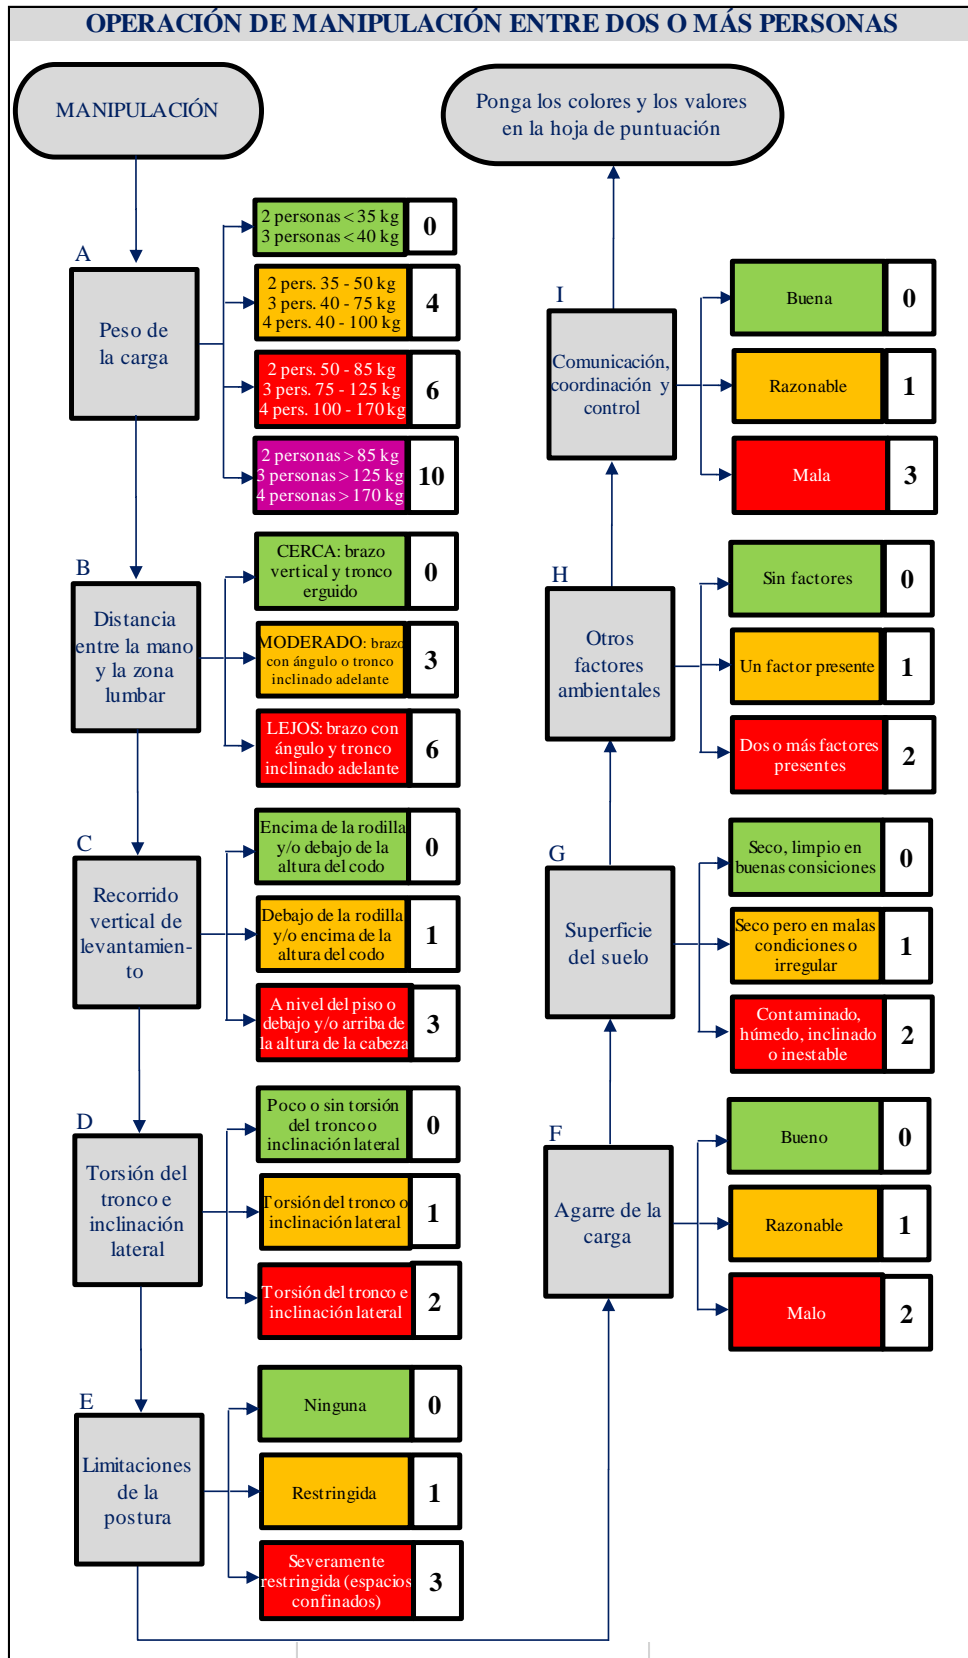 OPERACIÓN DE MANIPULACIÓN ENTRE DOS O MÁS PERSONAS
MANIPULACIÓN
A
Peso de
la carga
2 personas < 35 kg
3 personas < 40 kg
0
2 pers. 35 - 50 kg
3 pers. 40 - 75 kg
4 pers. 40 - 100 kg
4
2 pers. 50 - 85 kg
3 pers. 75 - 125 kg
4 pers. 100 - 170 kg
6
2 personas > 85 kg
3 personas > 125 kg
4 personas > 170 kg
10
B
Distancia
entre la mano
y la zona
lumbar
CERCA: brazo
vertical y tronco
erguido
0
MODERADO: brazo
con ángulo o tronco
inclinado adelante
3
LEJOS: brazo con
ángulo y tronco
inclinado adelante
6
C
Recorrido
vertical de
levantamien-
to
Encima de la rodilla
y/o debajo de la
altura del codo
0
Debajo de la rodilla
y/o encima de la
altura del codo
1
A nivel del piso o
debajo y/o arriba de
la altura de la cabeza
3
D
Torsión del
tronco e
inclinación
lateral
Poco o sin torsión
del tronco o
inclinación lateral
0
Torsión del tronco o
inclinación lateral
1
Torsión del tronco e
inclinación lateral
2
E
Limitaciones
de la
postura
Ninguna
0
Restringida
1
Severamente
restringida (espacios
confinados)
3
Ponga los colores y los valores
en la hoja de puntuación
I
Comunicación,
coordinación y
control
Buena
0
Razonable
1
Mala
3
H
Otros
factores
ambientales
Sin factores
0
Un factor presente
1
Dos o más factores
presentes
2
G
Superficie
del suelo
Seco, limpio en
buenas consiciones
0
Seco pero en malas
condiciones o
irregular
1
Contaminado,
húmedo, inclinado
o inestable
2
F
Agarre de la
carga
Bueno
0
Razonable
1
Malo
2